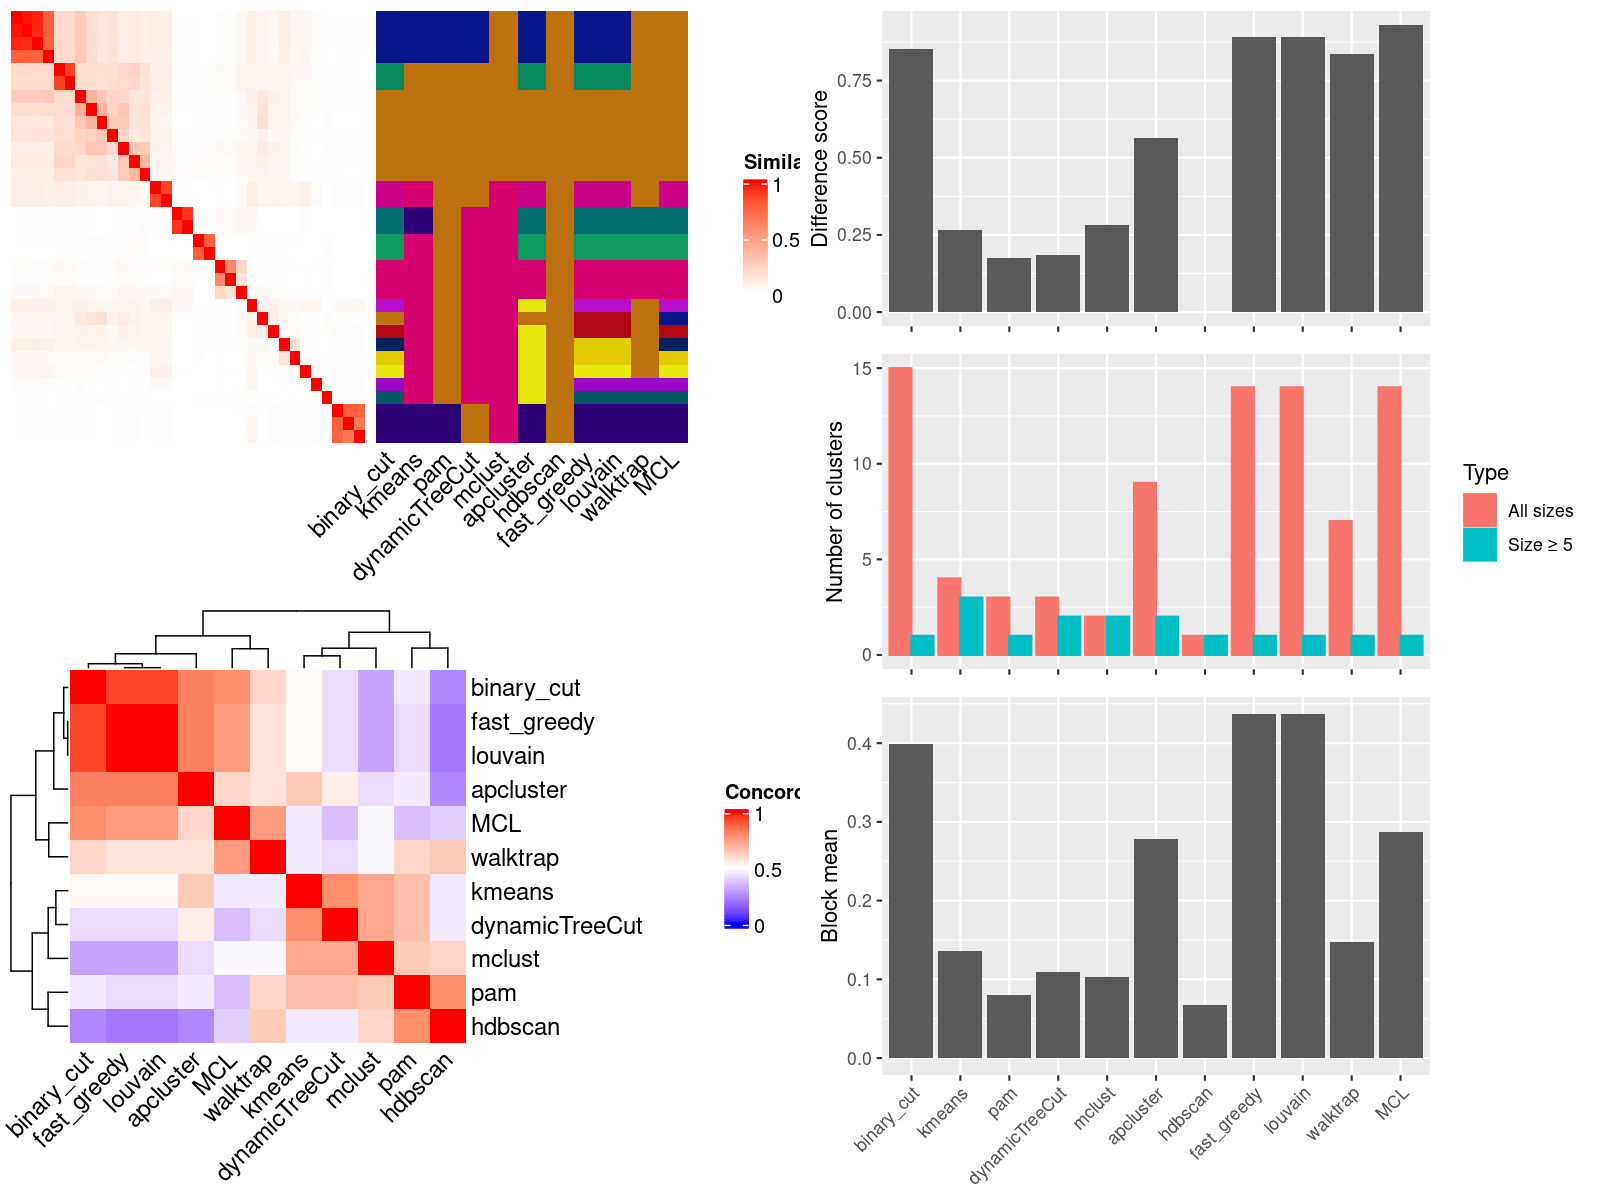 Simila
1
0.5
0
binary_cut
kmeans
pam
dynamicTreeCut
mclust
apcluster
hdbscan
fast_greedy
louvain
walktrap
MCL
Difference score
0.75
0.50
0.25
0.00
Number of clusters
15
10
5
0
Type
All sizes
Size ≥ 5
binary_cut
fast_greedy
louvain
apcluster
MCL
walktrap
kmeans
dynamicTreeCut
mclust
pam
hdbscan
Concord
1
0.5
0
binary_cut
fast_greedy
louvain
apcluster
MCL
walktrap
kmeans
dynamicTreeCut
mclust
pam
hdbscan
Block mean
0.4
0.3
0.2
0.1
0.0
binary_cut
kmeans
pam
dynamicTreeCut
mclust
apcluster
hdbscan
fast_greedy
louvain
walktrap
MCL